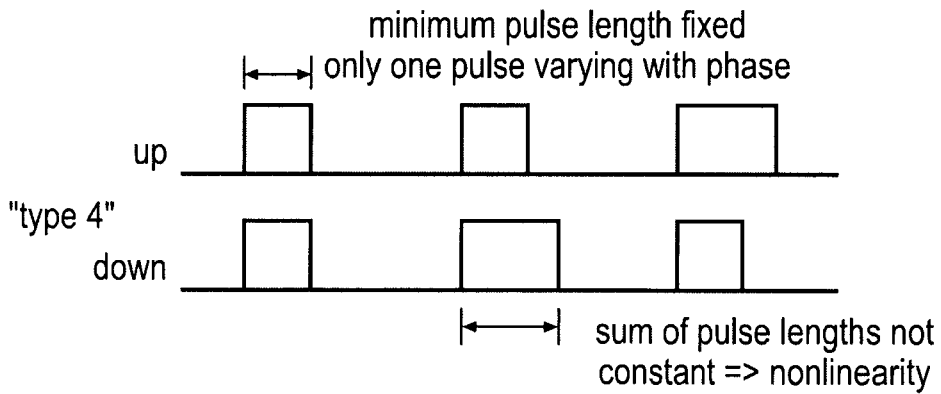 minimum pulse length fixed
only one pulse varying with phase
up
"type 4"
down
sum of pulse lengths not
constant => nonlinearity